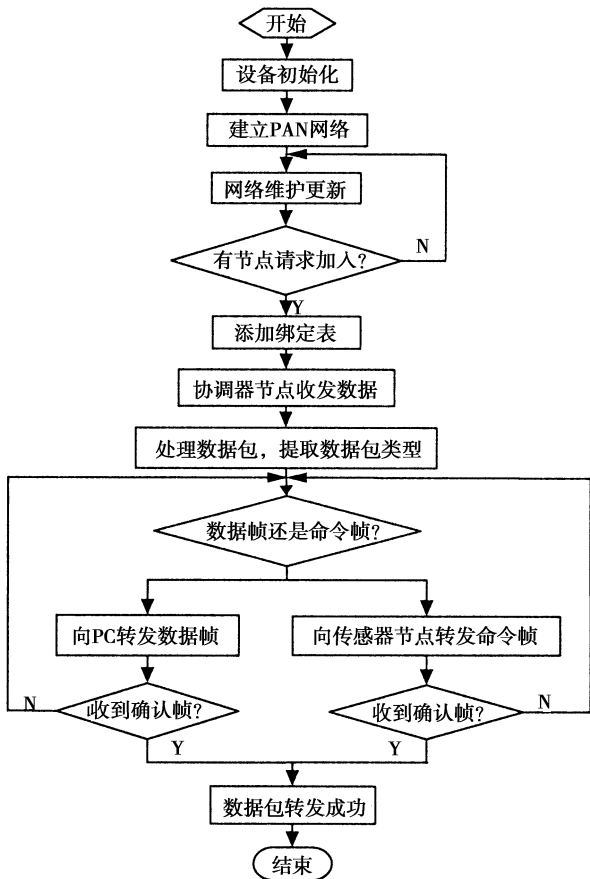 开始
设备初始化
建立PAN网络
网络维护更新
有节点请求加入?
N
Y
添加绑定表
协调器节点收发数据
处理数据包，提取数据包类型
数据帧还是命令帧?
向PC转发数据帧
向传感器节点转发命令帧
N
收到确认帧?
收到确认帧?
N
Y
Y
数据包转发成功
结束